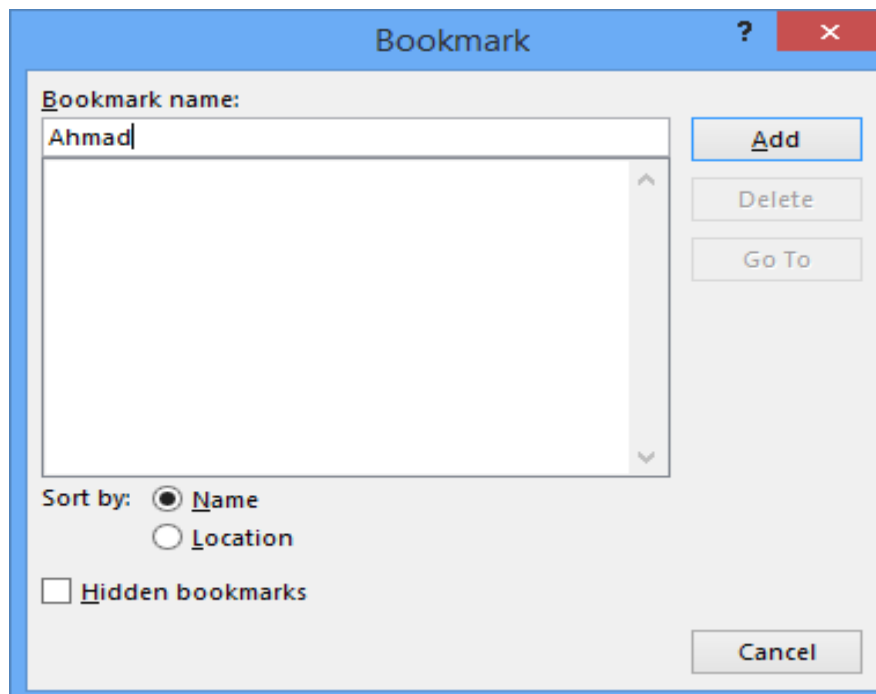 Bookmark
?
Bookmark name:
Ahmad
Add
Delete
Go To
Sort by: Name
Location
Hidden bookmarks
Cancel